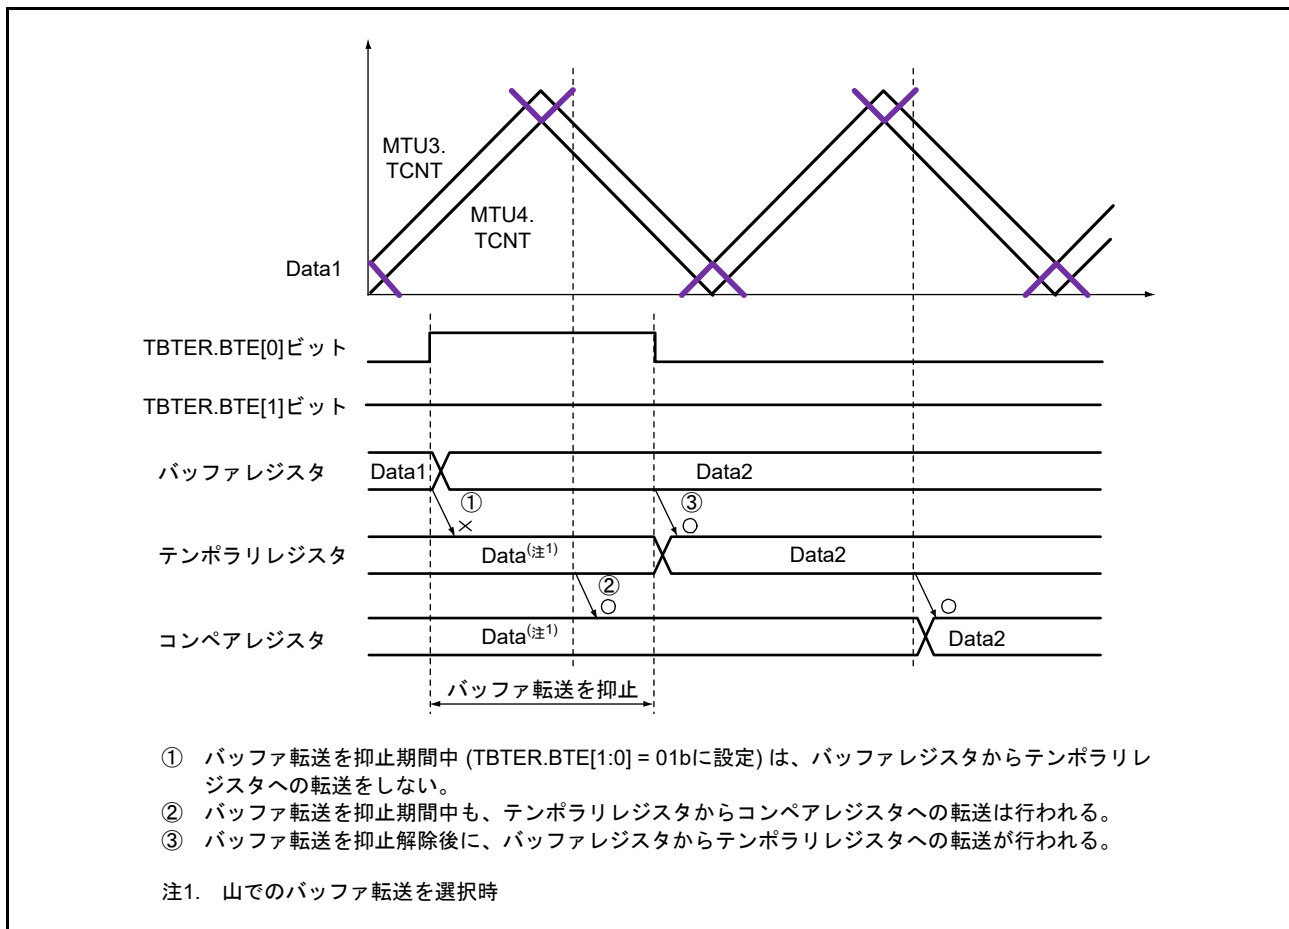 MTU3.
TCNT
MTU4.
TCNT
Data1
TBTER.BTE[0]ビット
TBTER.BTE[1]ビット
バッファレジスタ Data1 Data2
① ③
× ○
テンポラリレジスタ Data(注1) Data2
②
○ ○
コンペアレジスタ Data(注1) Data2
バッファ転送を抑止
① バッファ転送を抑止期間中 (TBTER.BTE[1:0] = 01bに設定) は、バッファレジスタからテンポラリレ
ジスタへの転送をしない。
② バッファ転送を抑止期間中も、テンポラリレジスタからコンペアレジスタへの転送は行われる。
③ バッファ転送を抑止解除後に、バッファレジスタからテンポラリレジスタへの転送が行われる。
注1. 山でのバッファ転送を選択時